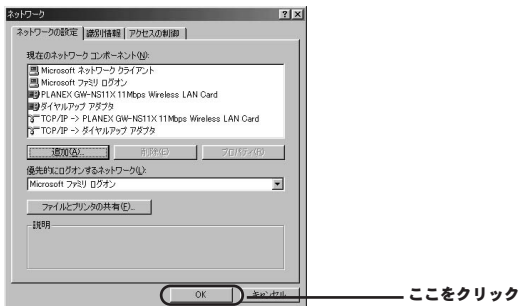 ネットワーク
ネットワークの設定 識別情報 アクセスの制御
現在のネットワーク コンポーネント(N):
Microsoft ネットワーク クライアント
Microsoft ファミリ ログオン
PLANEX GW-NS11X 11Mbps Wireless LAN Card
ダイヤルアップ アダプタ
TCP/IP -> PLANEX GW-NS11X 11Mbps Wireless LAN Card
TCP/IP -> ダイヤルアップ アダプタ
追加(A)... 削除(E) プロパティ(R)
優先的にログオンするネットワーク(L):
Microsoft ファミリ ログオン
ファイルとプリンタの共有(F)...
説明
OK キャンセル
ここをクリック